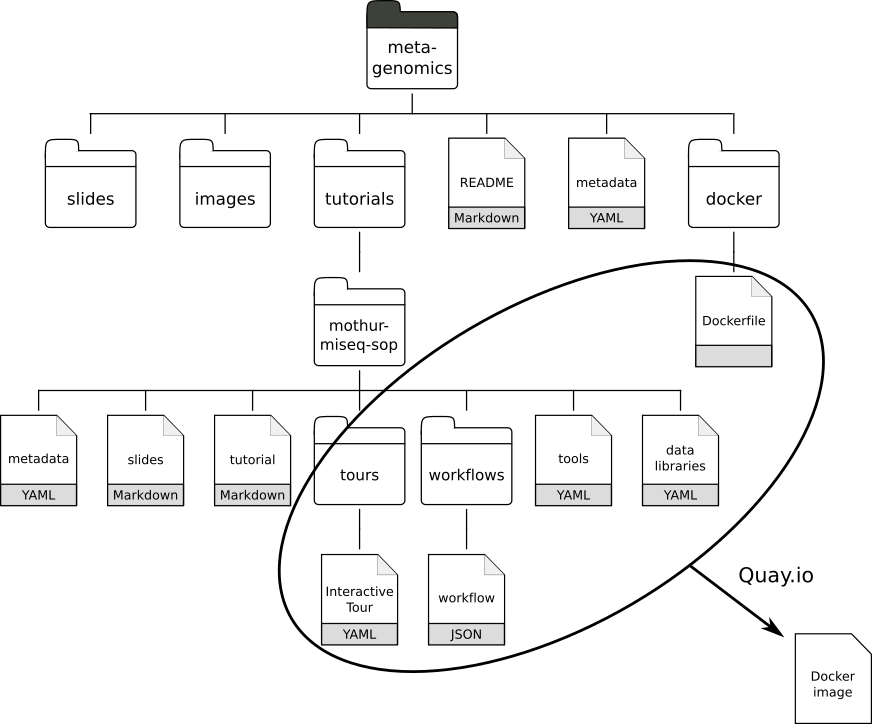 meta-
genomics
slides
images
tutorials
README
Markdown
metadata
YAML
docker
mothur-
miseq-sop
Dockerfile
metadata
YAML
slides
Markdown
tutorial
Markdown
tours
workflows
tools
YAML
data
libraries
YAML
Interactive
Tour
YAML
workflow
JSON
Quay.io
Docker
image